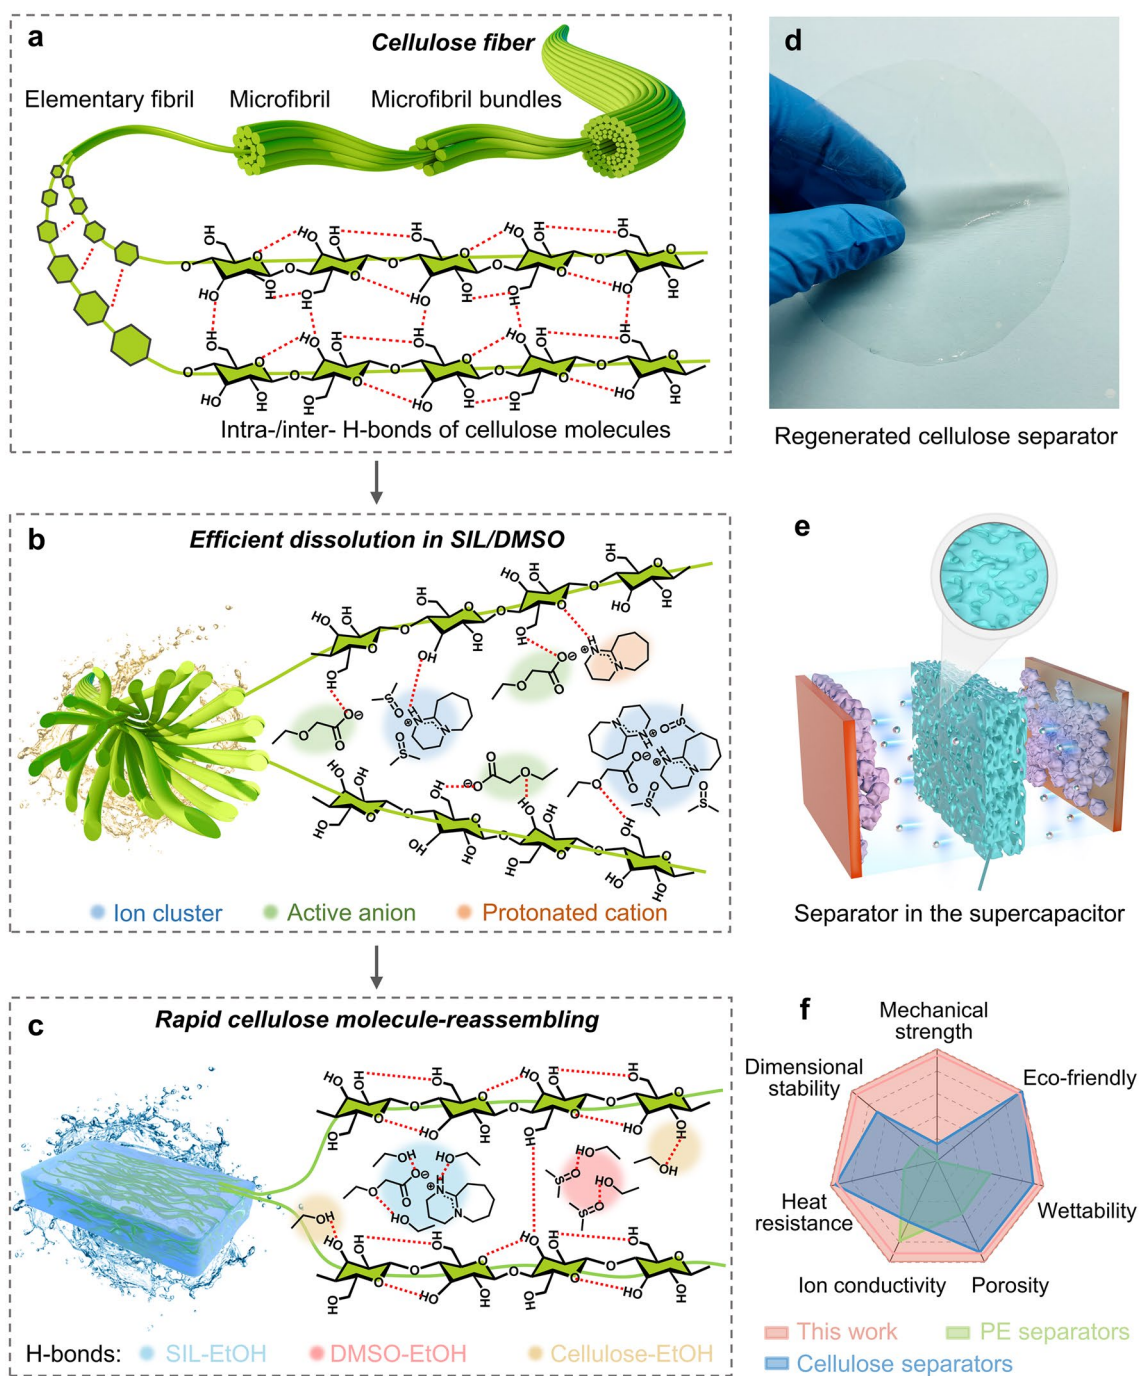 a
Cellulose fiber
Elementary fibril
Microfibril
Microfibril bundles
Intra-/inter- H-bonds of cellulose molecules
b
Efficient dissolution in SIL/DMSO
Ion cluster
Active anion
Protonated cation
c
Rapid cellulose molecule-reassembling
H-bonds:
SIL-EtOH
DMSO-EtOH
Cellulose-EtOH
d
Regenerated cellulose separator
e
Separator in the supercapacitor
f
Mechanical
strength
Dimensional
stability
Eco-friendly
Heat
resistance
Wettability
Ion conductivity
Porosity
This work
PE separators
Cellulose separators